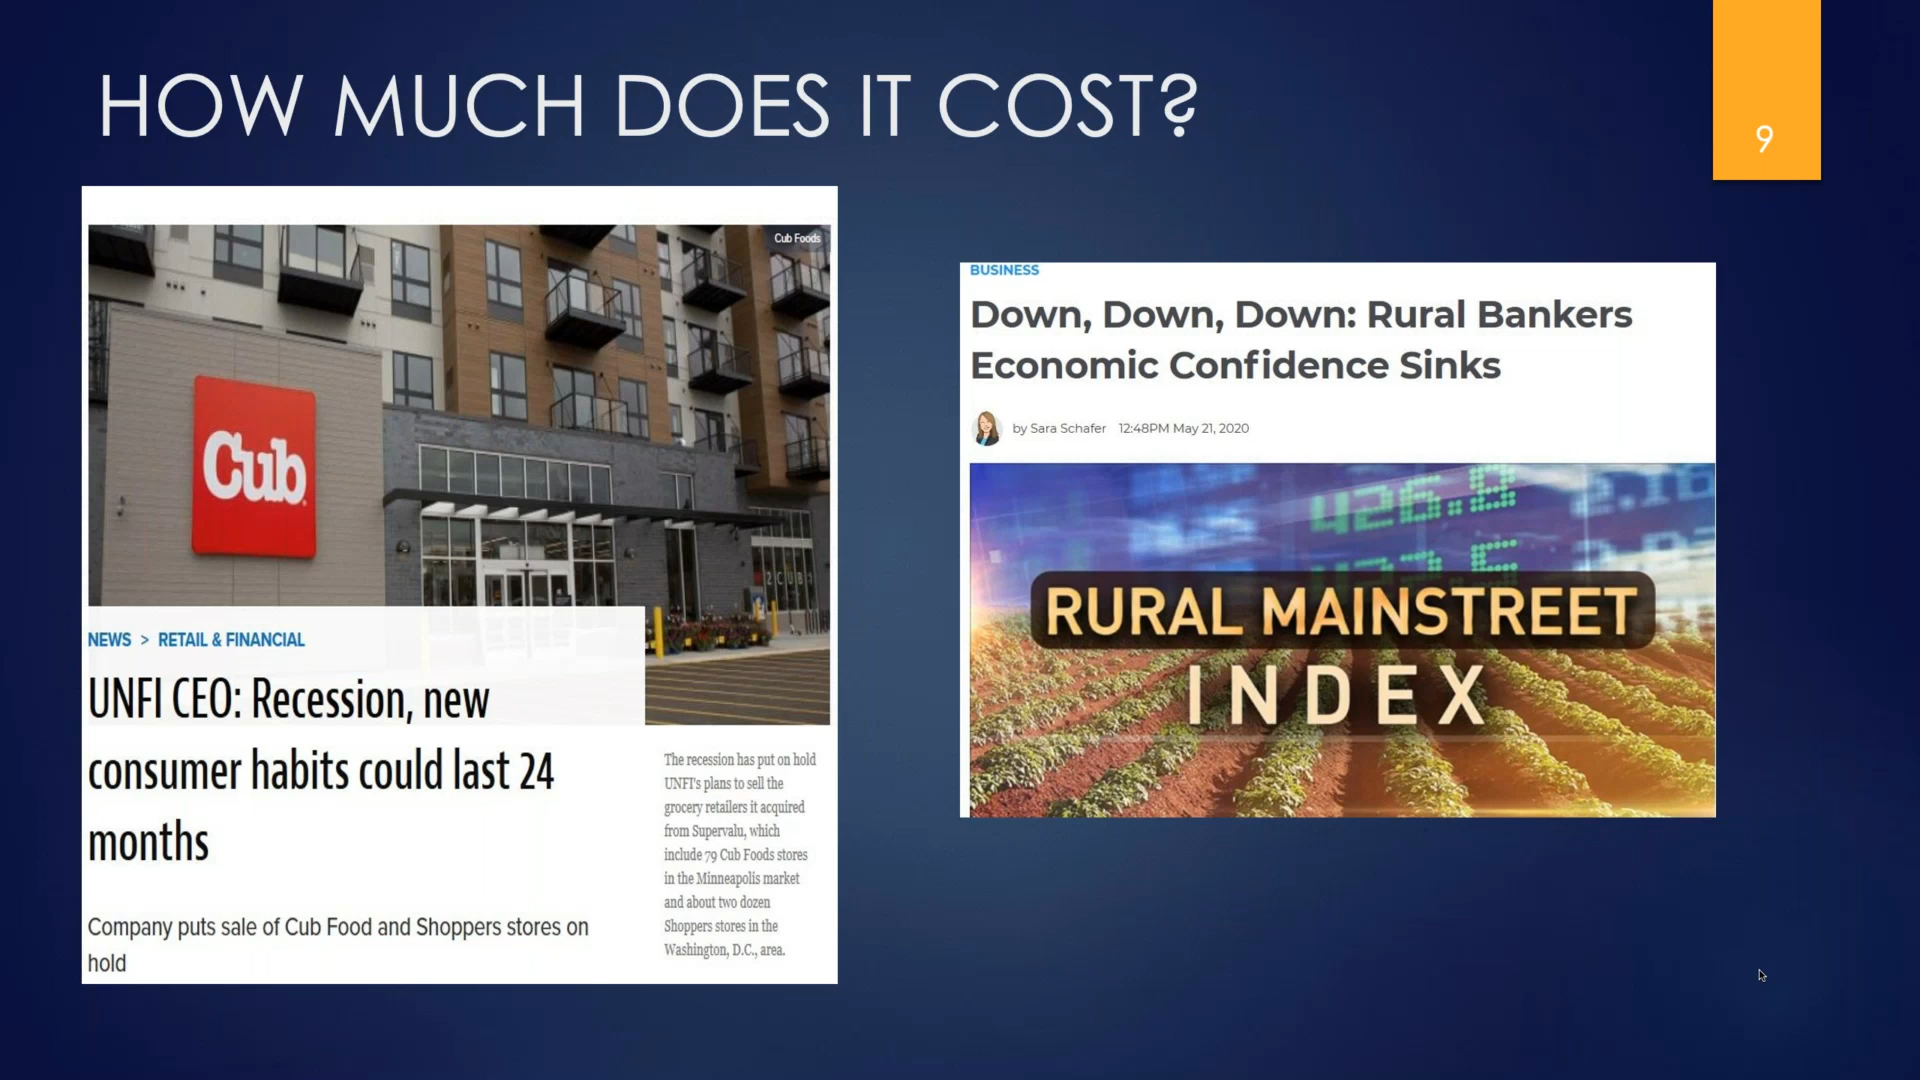 HOW MUCH DOES IT COST?
9
Cub Foods
Cub
NEWS > RETAIL & FINANCIAL
UNFI CEO: Recession, new
consumer habits could last 24
months
Company puts sale of Cub Food and Shoppers stores on
hold
The recession has put on hold
UNFI's plans to sell the
grocery retailers it acquired
from Supervalu, which
include 79 Cub Foods stores
in the Minneapolis market
and about two dozen
Shoppers stores in the
Washington, D.C., area.
BUSINESS
Down, Down, Down: Rural Bankers
Economic Confidence Sinks
by Sara Schafer 12:48PM May 21, 2020
426.8
RURAL MAINSTREET
INDEX